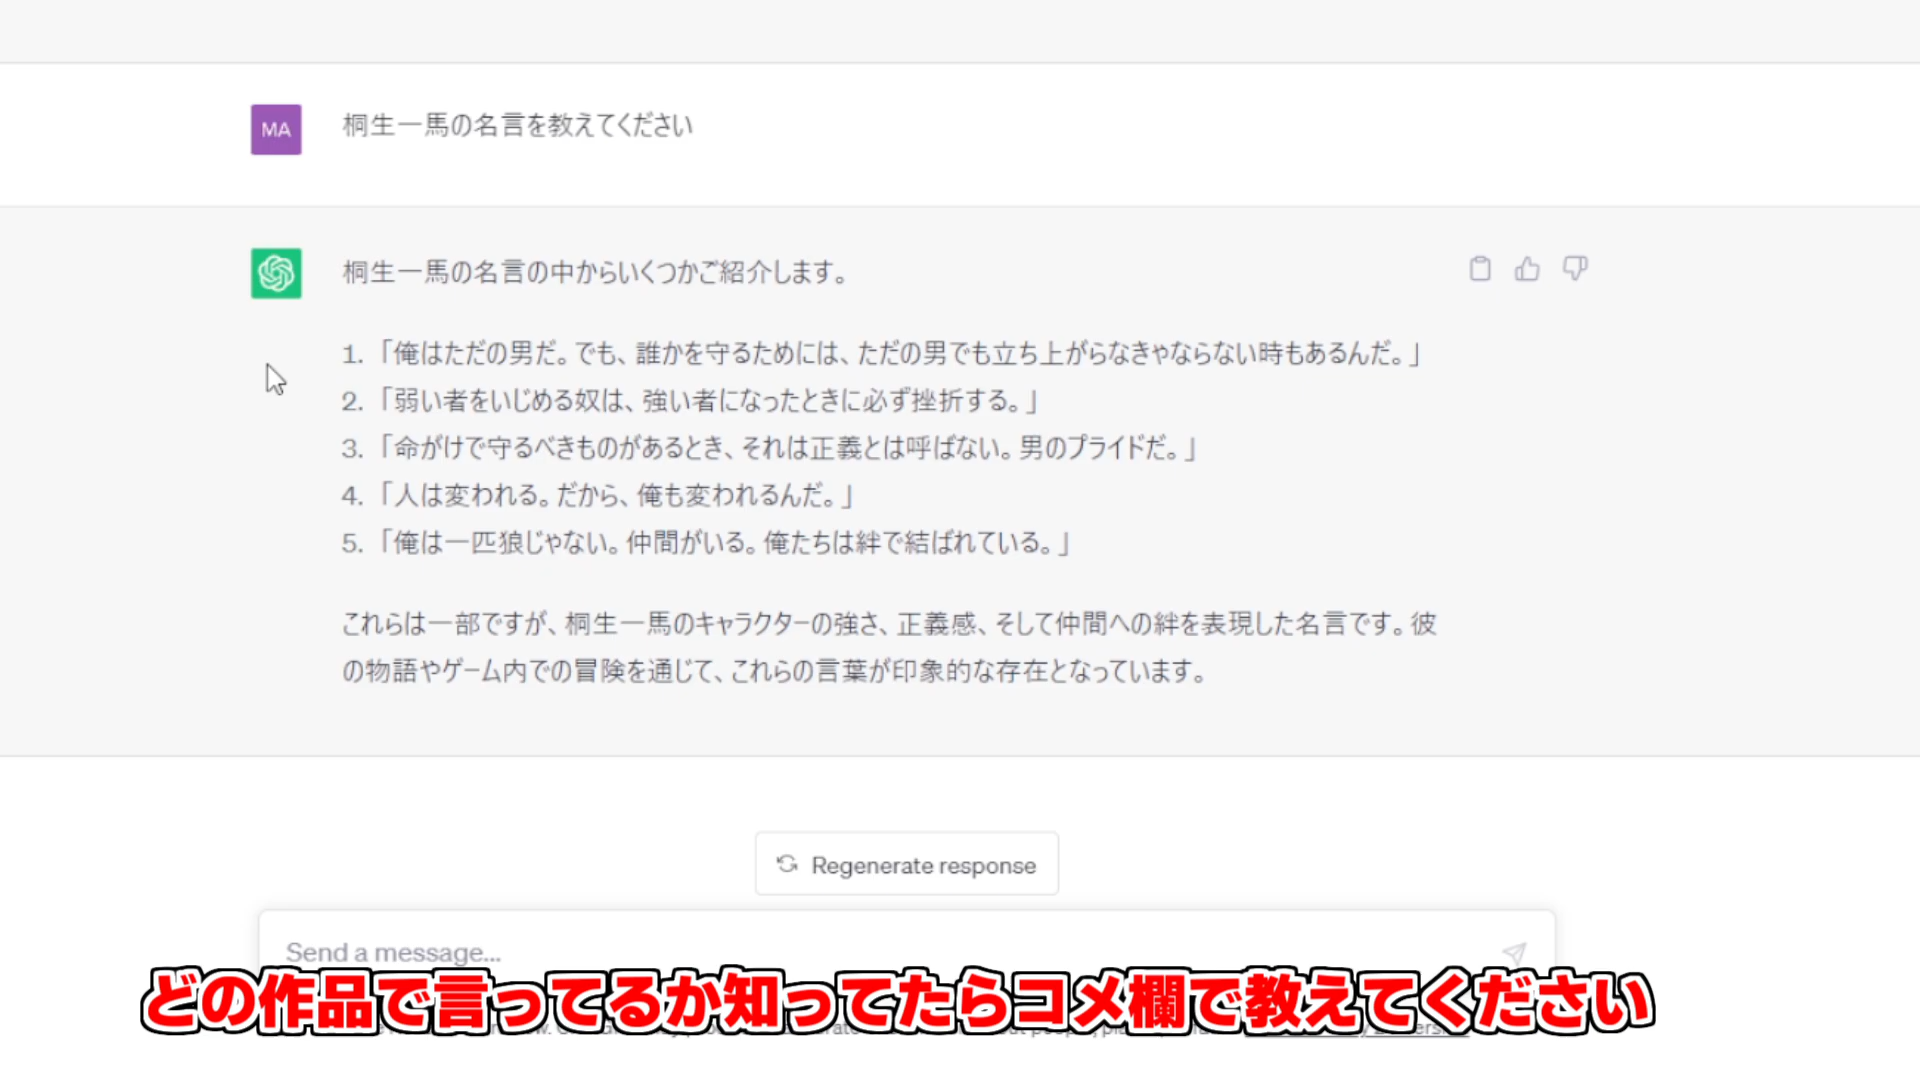 MA
桐生一馬の名言を教えてください
桐生一馬の名言の中からいくつかご紹介します。
1. 「俺はただの男だ。でも、誰かを守るためには、ただの男でも立ち上がらなきゃならない時もあるんだ。」
2. 「弱い者をいじめる奴は、強い者になったときに必ず挫折する。」
3. 「命がけで守るべきものがあるとき、それは正義とは呼ばない。男のプライドだ。」
4. 「人は変われる。だから、俺も変われるんだ。」
5. 「俺は一匹狼じゃない。仲間がいる。俺たちは絆で結ばれている。」
これらは一部ですが、桐生一馬のキャラクターの強さ、正義感、そして仲間への絆を表現した名言です。彼
の物語やゲーム内での冒険を通じて、これらの言葉が印象的な存在となっています。
Regenerate response
Send a message...
どの作品で言ってるか知ってたらコメ欄で教えてください